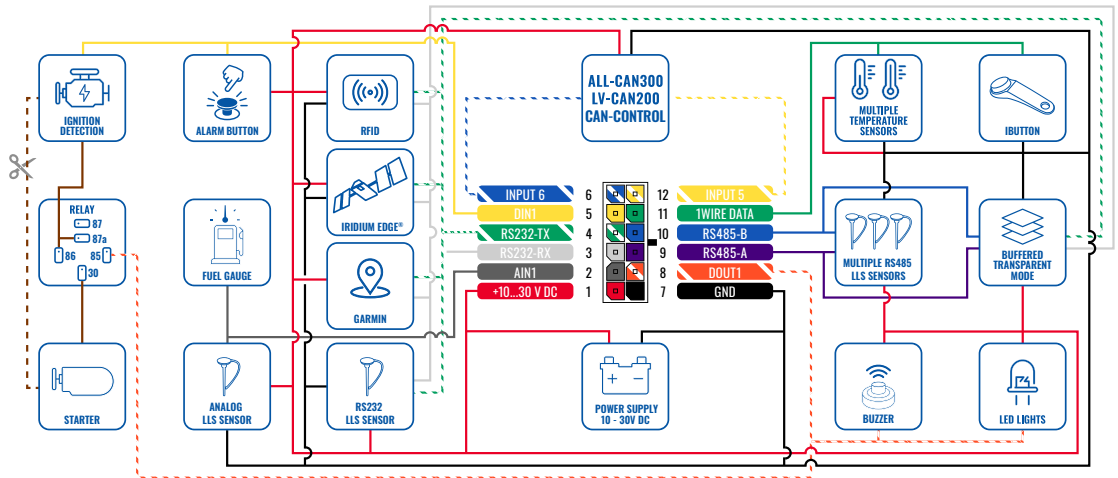 IGNITION
DETECTION
ALARM BUTTON
RFID
ALL-CAN300
LV-CAN200
CAN-CONTROL
MULTIPLE
TEMPERATURE
SENSORS
IBUTTON
RELAY
87
87a
86
85
30
FUEL GAUGE
IRIDIUM EDGE®
GARMIN
INPUT 6 6
DIN1 5
RS232-TX 4
RS232-RX 3
AIN1 2
+10...30 V DC 1
12 INPUT 5
11 1WIRE DATA
10 RS485-B
9 RS485-A
8 DOUT1
7 GND
MULTIPLE RS485
LLS SENSORS
BUFFERED
TRANSPARENT
MODE
STARTER
ANALOG
LLS SENSOR
RS232
LLS SENSOR
POWER SUPPLY
10 - 30V DC
BUZZER
LED LIGHTS